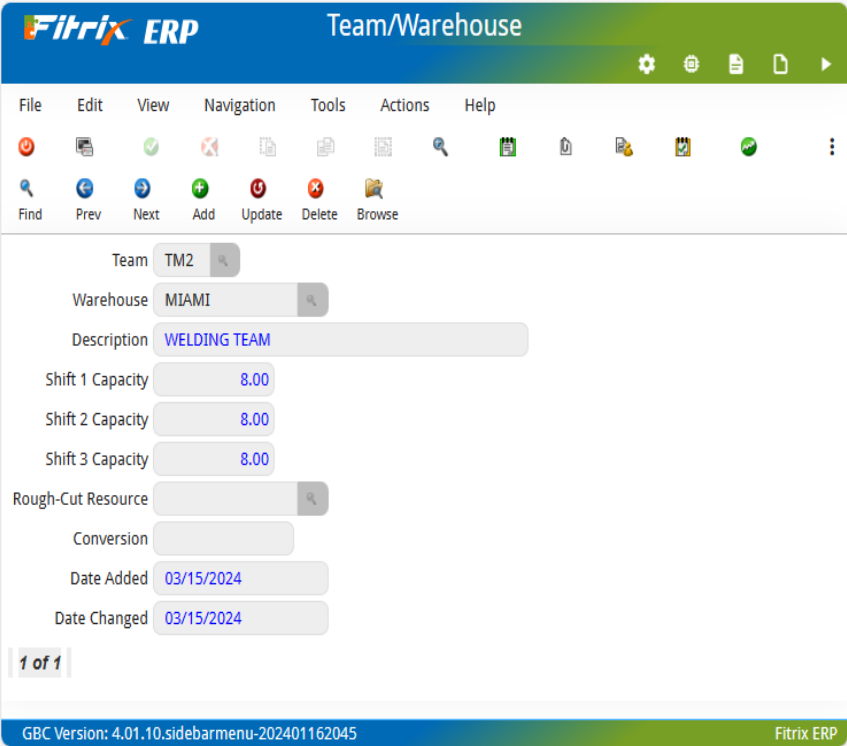 Fitrix ERP Team/Warehouse
File Edit View Navigation Tools Actions Help
Find Prev Next Add Update Delete Browse
Team TM2
Warehouse MIAMI
Description WELDING TEAM
Shift 1 Capacity 8.00
Shift 2 Capacity 8.00
Shift 3 Capacity 8.00
Rough-Cut Resource
Conversion
Date Added 03/15/2024
Date Changed 03/15/2024
1 of 1
GBC Version: 4.01.10.sidebarmenu-202401162045 Fitrix ERP